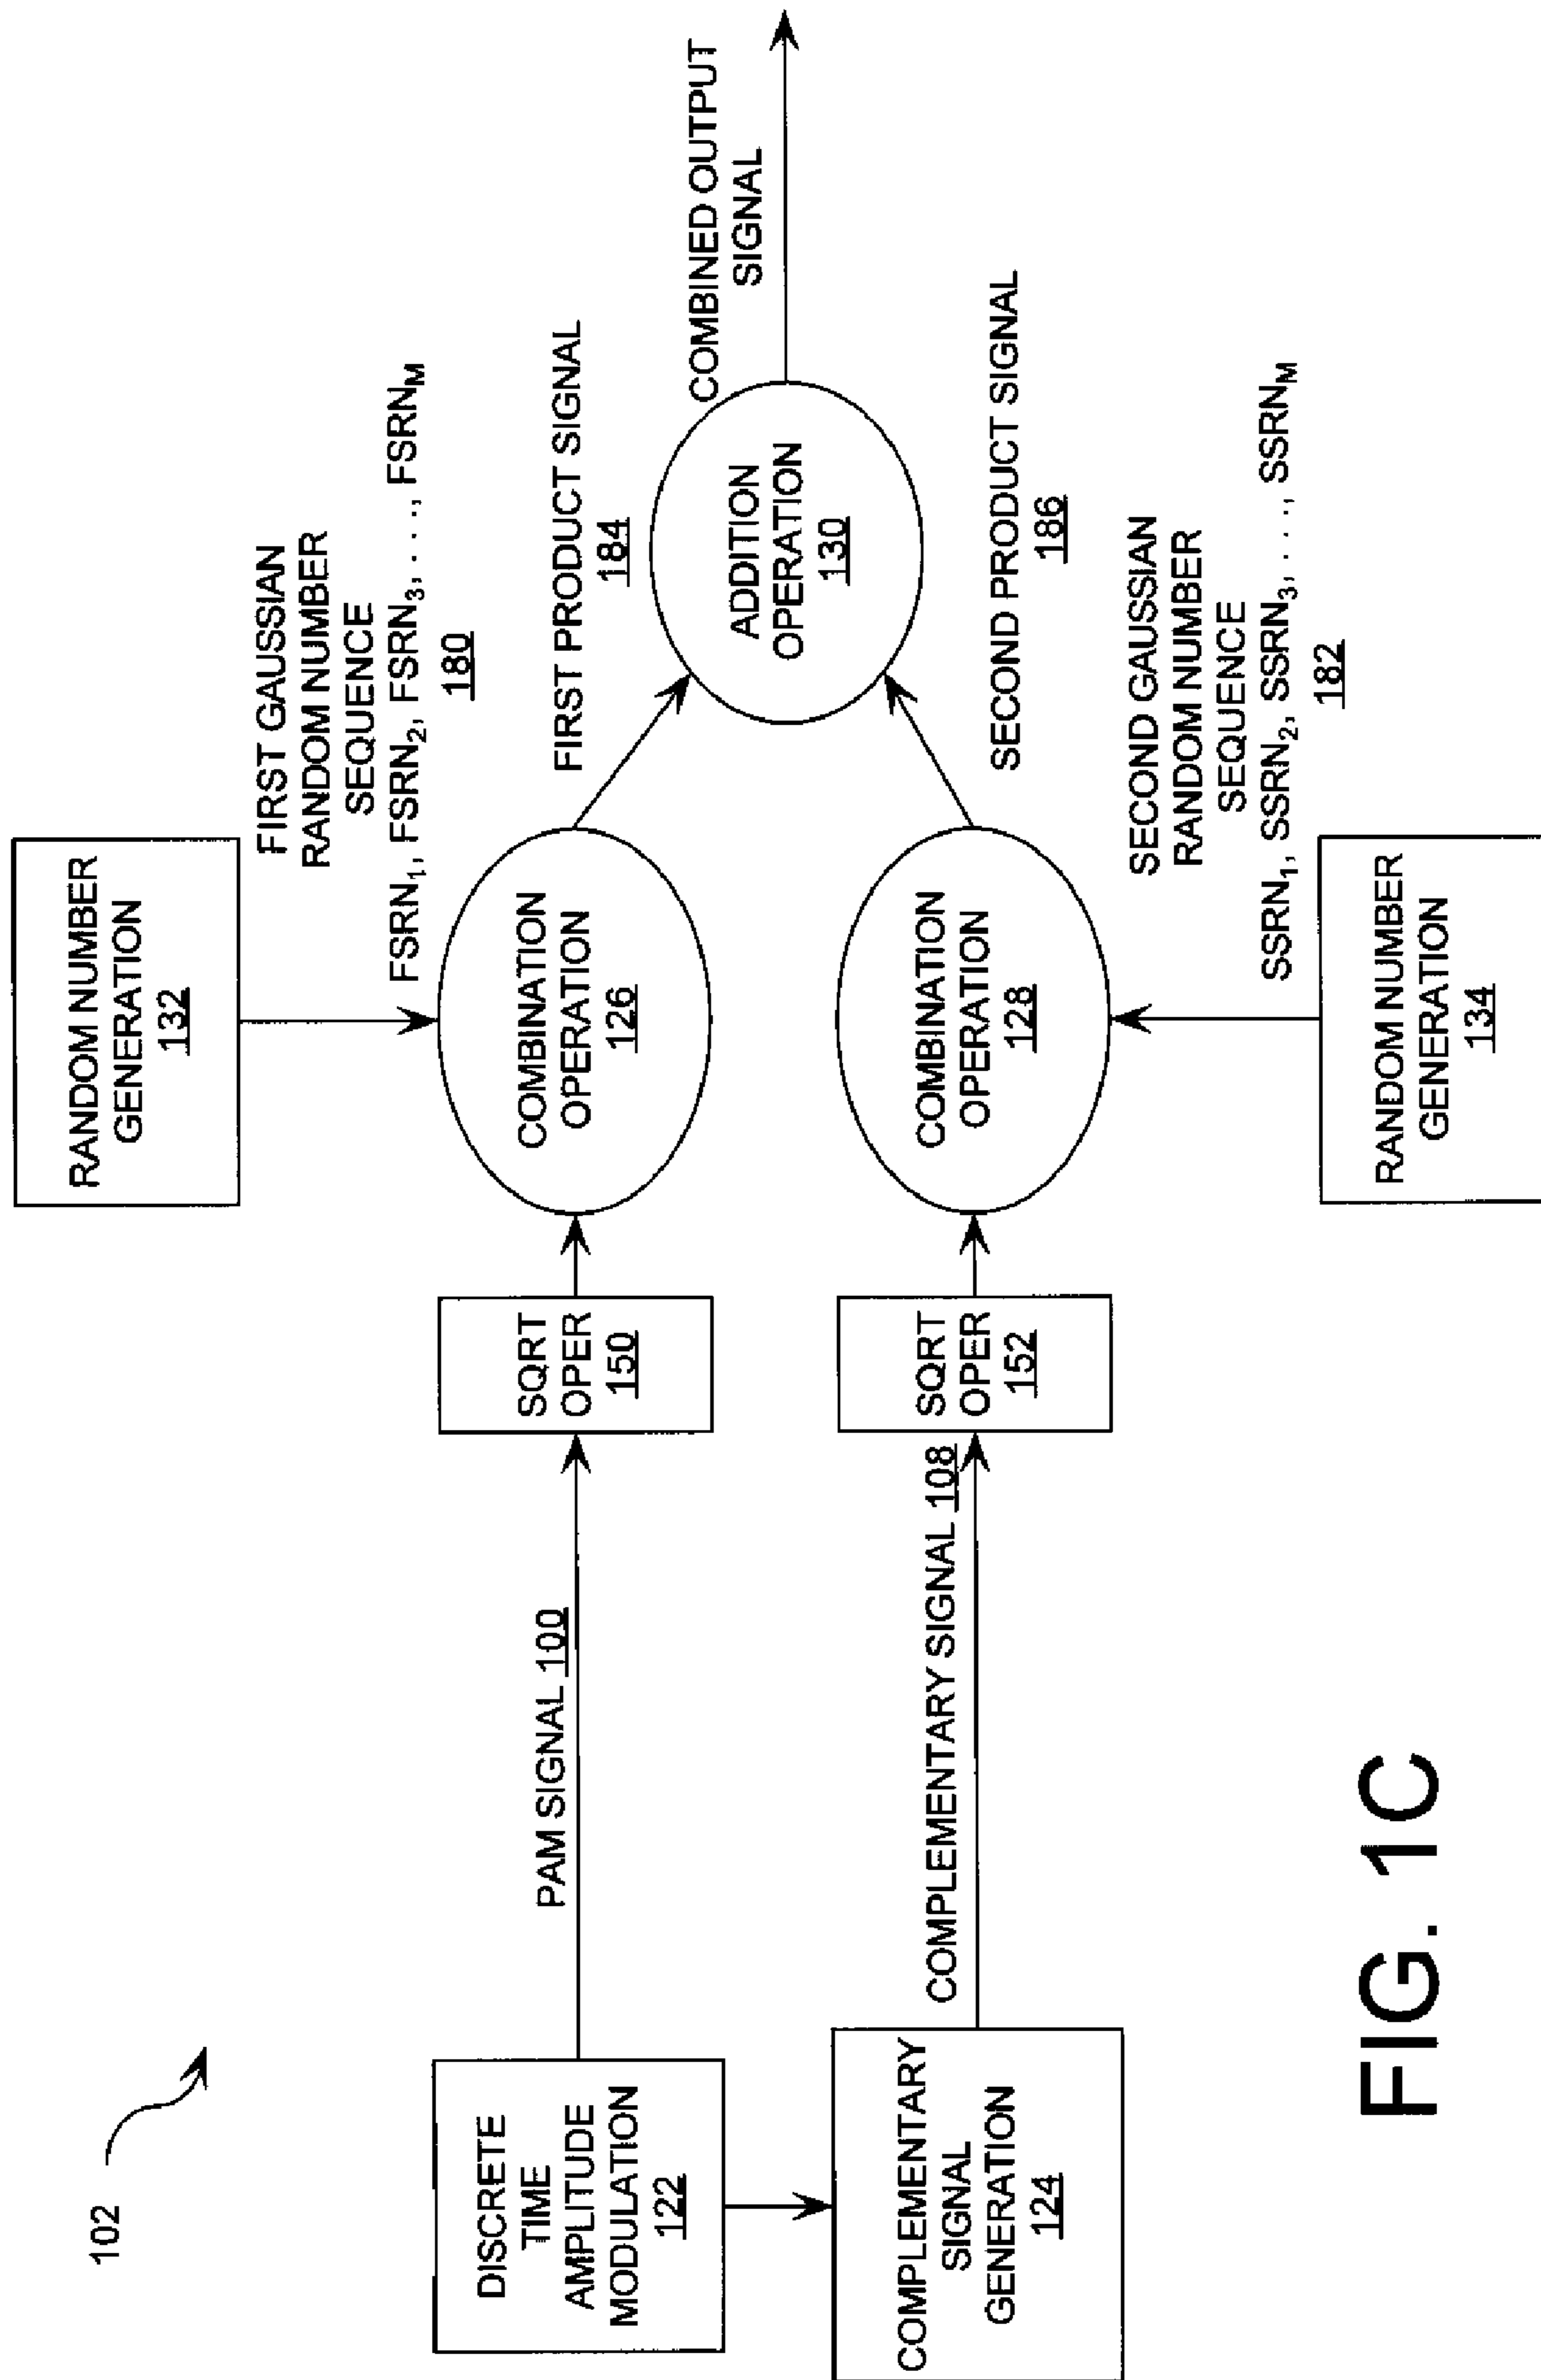 102
RANDOM NUMBER
GENERATION
132
FIRST GAUSSIAN
RANDOM NUMBER
SEQUENCE
FSRN₁, FSRN₂, FSRN₃, . . ., FSRN_M
180
DISCRETE
TIME
AMPLITUDE
MODULATION
122
PAM SIGNAL 100
SQRT
OPER
150
COMBINATION
OPERATION
126
FIRST PRODUCT SIGNAL
184
ADDITION
OPERATION
130
COMBINED OUTPUT
SIGNAL
COMPLEMENTARY
SIGNAL
GENERATION
124
COMPLEMENTARY SIGNAL 108
SQRT
OPER
152
COMBINATION
OPERATION
128
SECOND PRODUCT SIGNAL
186
SECOND GAUSSIAN
RANDOM NUMBER
SEQUENCE
SSRN₁, SSRN₂, SSRN₃, . . ., SSRN_M
182
RANDOM NUMBER
GENERATION
134
FIG. 1C